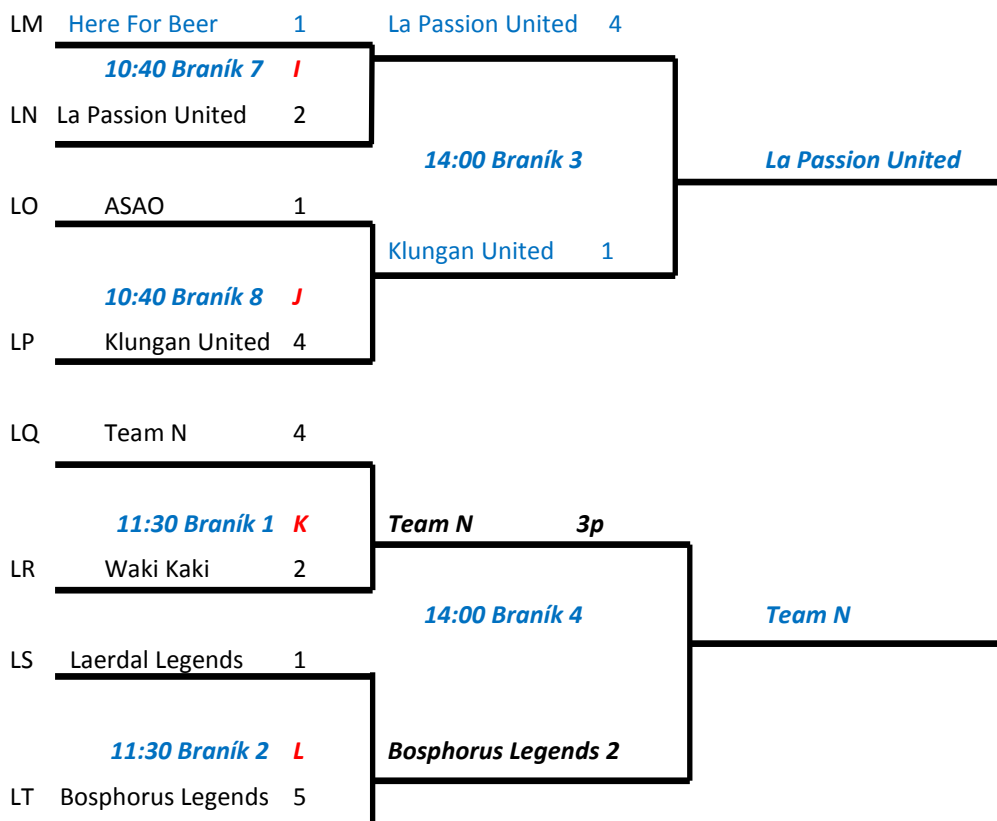 LM Here For Beer 1 La Passion United 4
10:40 Braník 7 I
LN La Passion United 2
14:00 Braník 3 La Passion United
LO ASAO 1
Klungan United 1
10:40 Braník 8 J
LP Klungan United 4
LQ Team N 4
11:30 Braník 1 K Team N 3p
LR Waki Kaki 2
14:00 Braník 4 Team N
LS Laerdal Legends 1
11:30 Braník 2 L Bosphorus Legends 2
LT Bosphorus Legends 5